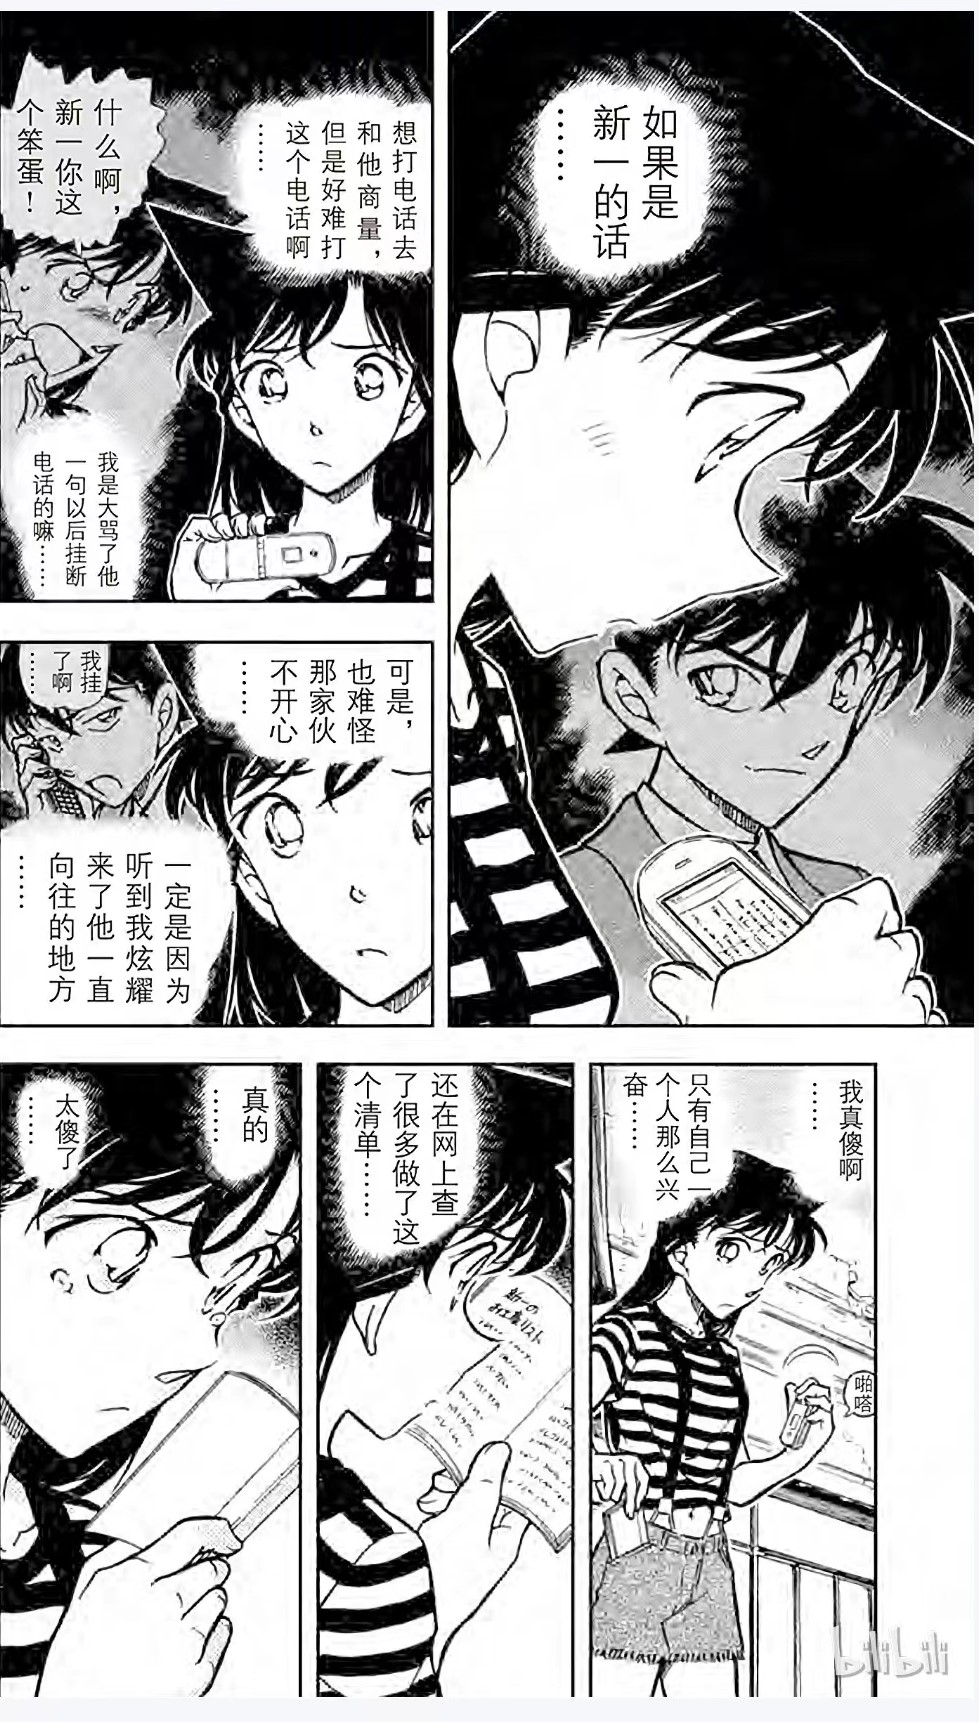 如果是
新一的话
……
想打电话去
和他商量，
但是好难打
这个电话啊
……
什么啊，
新一你这
个笨蛋！
我是大骂了他
一句以后挂断
电话的嘛……
可是，
也难怪
那家伙
不开心
……
我挂
了啊
……
一定是因为
听到我炫耀
来了他一直
向往的地方
……
我真傻啊
……
只有自己一
个人那么兴
奋……
啪嗒
还在网上查
了很多做了这
个清单……
新一の
お土産リスト
真的
……
太傻了
……
bilibili